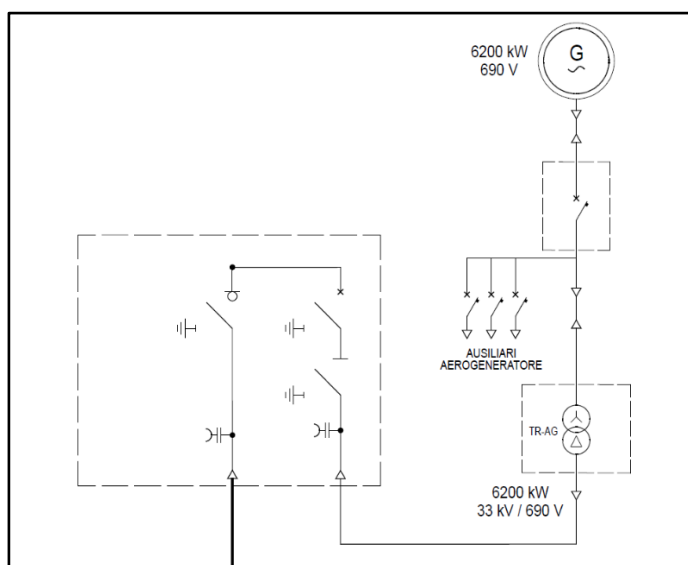 6200 kW
690 V
G
AUSILIARI
AEROGENERATORE
TR-AG
6200 kW
33 kV / 690 V